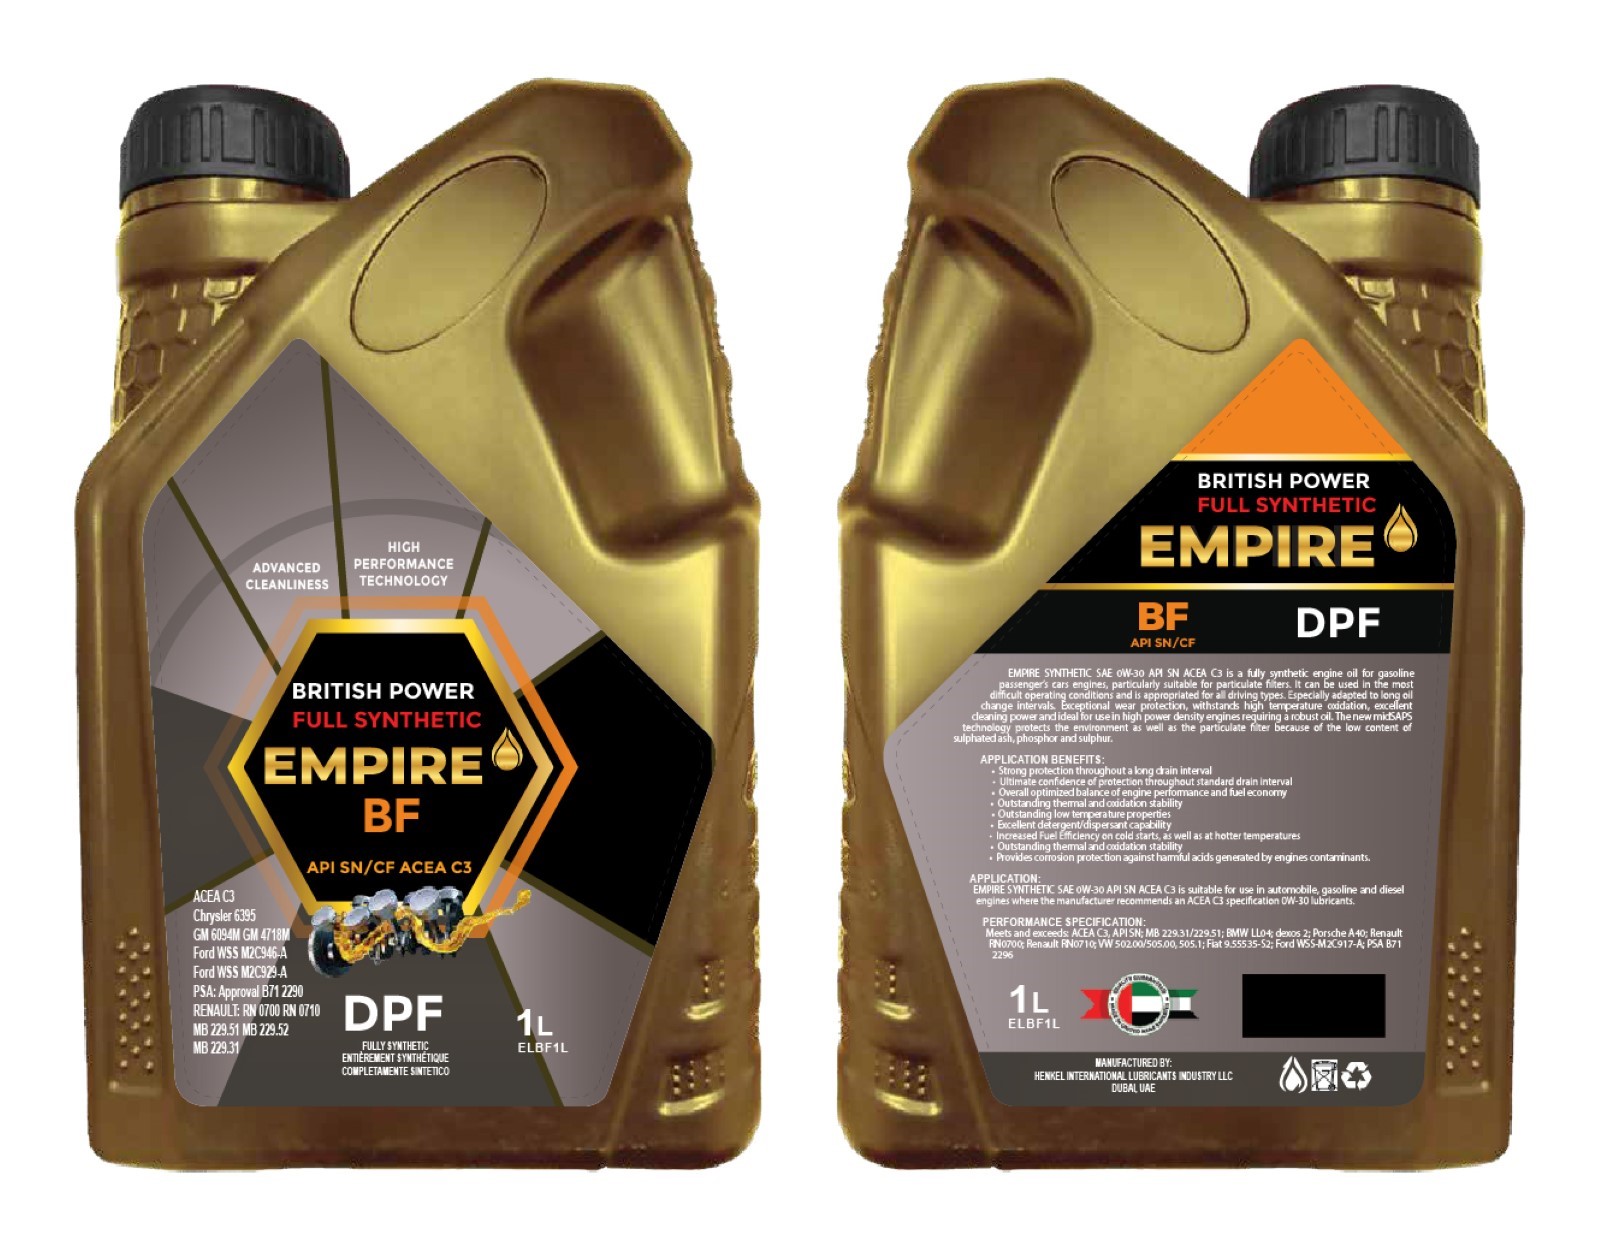 ADVANCED
CLEANLINESS
HIGH
PERFORMANCE
TECHNOLOGY
BRITISH POWER
FULL SYNTHETIC
EMPIRE
BF
API SN/CF ACEA C3
ACEA C3
Chrysler 6395
GM 6094M GM 4718M
Ford WSS M2C946-A
Ford WSS M2C929-A
PSA: Approval B71 2290
RENAULT: RN 0700 RN 0710
MB 229.51 MB 229.52
MB 229.31
DPF
FULLY SYNTHETIC
ENTIÈREMENT SYNTHÉTIQUE
COMPLETAMENTE SINTETICO
1L
ELBF1L
BRITISH POWER
FULL SYNTHETIC
EMPIRE
BF
API SN/CF
DPF
EMPIRE SYNTHETIC SAE 0W-30 API SN ACEA C3 is a fully synthetic engine oil for gasoline
passenger's cars engines, particularly suitable for particulate filters. It can be used in the most
difficult operating conditions and is appropriated for all driving types. Especially adapted to long oil
change intervals. Exceptional wear protection, withstands high temperature oxidation, excellent
cleaning power and ideal for use in high power density engines requiring a robust oil. The new midSAPS
technology protects the environment as well as the particulate filter because of the low content of
sulphated ash, phosphor and sulphur.
APPLICATION BENEFITS:
• Strong protection throughout a long drain interval
• Ultimate confidence of protection throughout standard drain interval
• Overall optimized balance of engine performance and fuel economy
• Outstanding thermal and oxidation stability
• Outstanding low temperature properties
• Excellent detergent/dispersant capability
• Increased Fuel Efficiency on cold starts, as well as at hotter temperatures
• Outstanding thermal and oxidation stability
• Provides corrosion protection against harmful acids generated by engines contaminants.
APPLICATION:
EMPIRE SYNTHETIC SAE 0W-30 API SN ACEA C3 is suitable for use in automobile, gasoline and diesel
engines where the manufacturer recommends an ACEA C3 specification 0W-30 lubricants.
PERFORMANCE SPECIFICATION:
Meets and exceeds: ACEA C3, API SN; MB 229.31/229.51; BMW LL04; dexos 2; Porsche A40; Renault
RN0700; Renault RN0710; VW 502.00/505.00, 505.1; Fiat 9.55535-S2; Ford WSS-M2C917-A; PSA B71
2296
1L
ELBF1L
MANUFACTURED BY:
HENKEL INTERNATIONAL LUBRICANTS INDUSTRY LLC
DUBAI, UAE